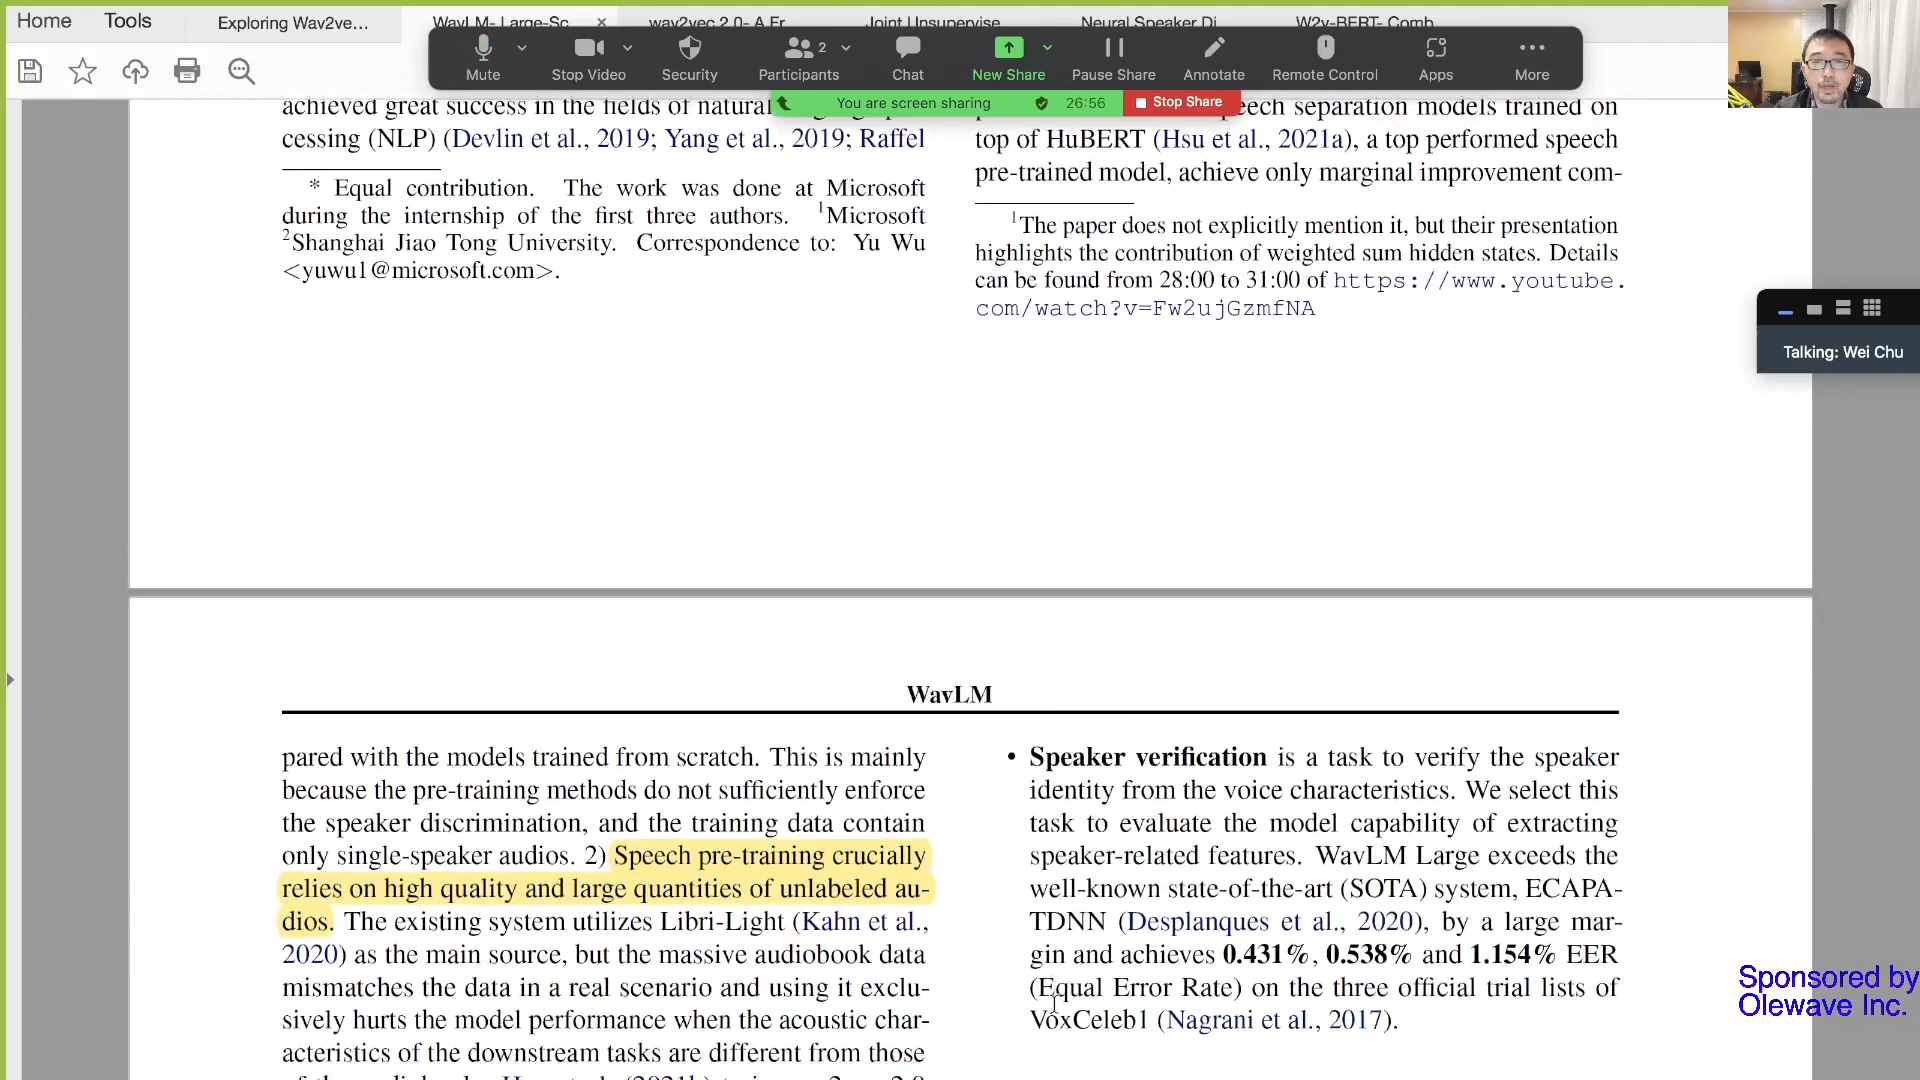 Home
Tools
Exploring Wav2ve...
WavLM- Large-Sc
wav2vec 2.0- A Fr
Joint Unsupervise
Neural Speaker Di
W2v-BERT- Comb
Mute
Stop Video
Security
2
Participants
Chat
New Share
Pause Share
Annotate
Remote Control
Apps
More
You are screen sharing
26:56
Stop Share
Talking: Wei Chu
achieved great success in the fields of natural
cessing (NLP) (Devlin et al., 2019; Yang et al., 2019; Raffel
* Equal contribution. The work was done at Microsoft
during the internship of the first three authors. 1Microsoft
2Shanghai Jiao Tong University. Correspondence to: Yu Wu
<yuwu1@microsoft.com>.
speech separation models trained on
top of HuBERT (Hsu et al., 2021a), a top performed speech
pre-trained model, achieve only marginal improvement com-
1The paper does not explicitly mention it, but their presentation
highlights the contribution of weighted sum hidden states. Details
can be found from 28:00 to 31:00 of https://www.youtube.
com/watch?v=Fw2ujGzmfNA
WavLM
pared with the models trained from scratch. This is mainly
because the pre-training methods do not sufficiently enforce
the speaker discrimination, and the training data contain
only single-speaker audios. 2) Speech pre-training crucially
relies on high quality and large quantities of unlabeled au-
dios. The existing system utilizes Libri-Light (Kahn et al.,
2020) as the main source, but the massive audiobook data
mismatches the data in a real scenario and using it exclu-
sively hurts the model performance when the acoustic char-
acteristics of the downstream tasks are different from those
• Speaker verification is a task to verify the speaker
identity from the voice characteristics. We select this
task to evaluate the model capability of extracting
speaker-related features. WavLM Large exceeds the
well-known state-of-the-art (SOTA) system, ECAPA-
TDNN (Desplanques et al., 2020), by a large mar-
gin and achieves 0.431%, 0.538% and 1.154% EER
(Equal Error Rate) on the three official trial lists of
VoxCeleb1 (Nagrani et al., 2017).
Sponsored by
Olewave Inc.